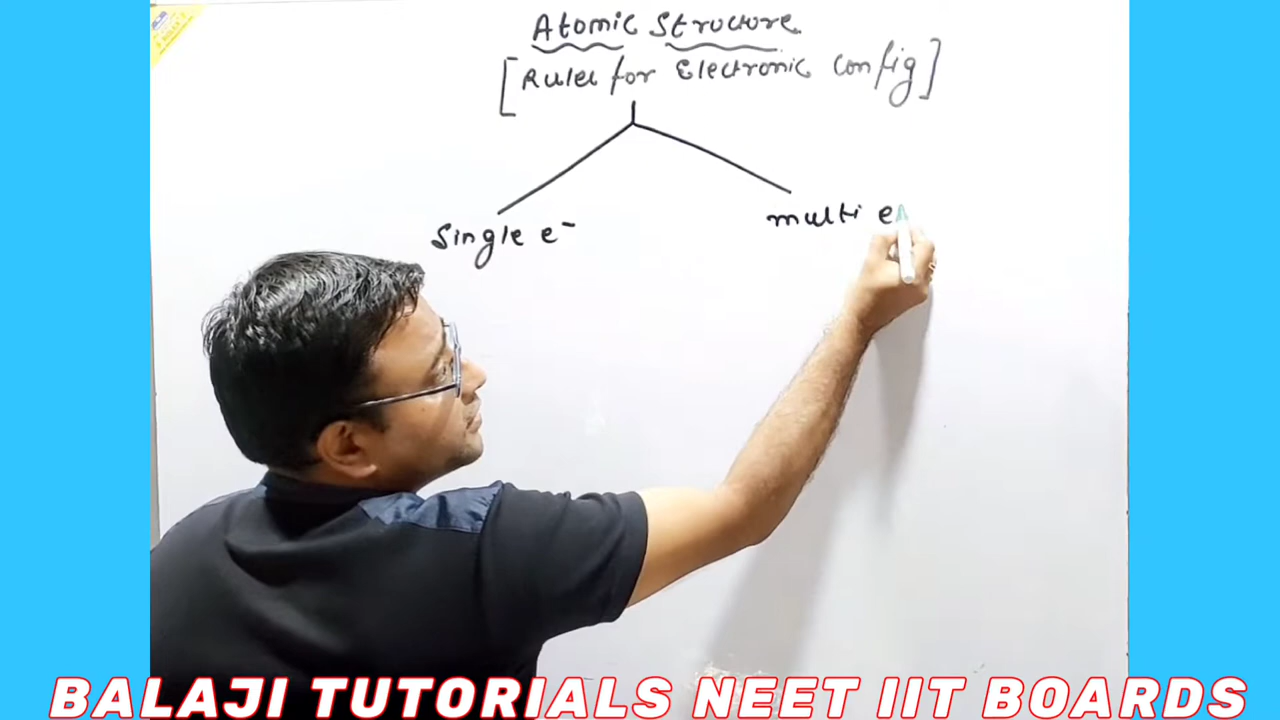 Atomic Structure
[Rules for Electronic Config]
Single e⁻
multi e
BALAJI TUTORIALS NEET IIT BOARDS